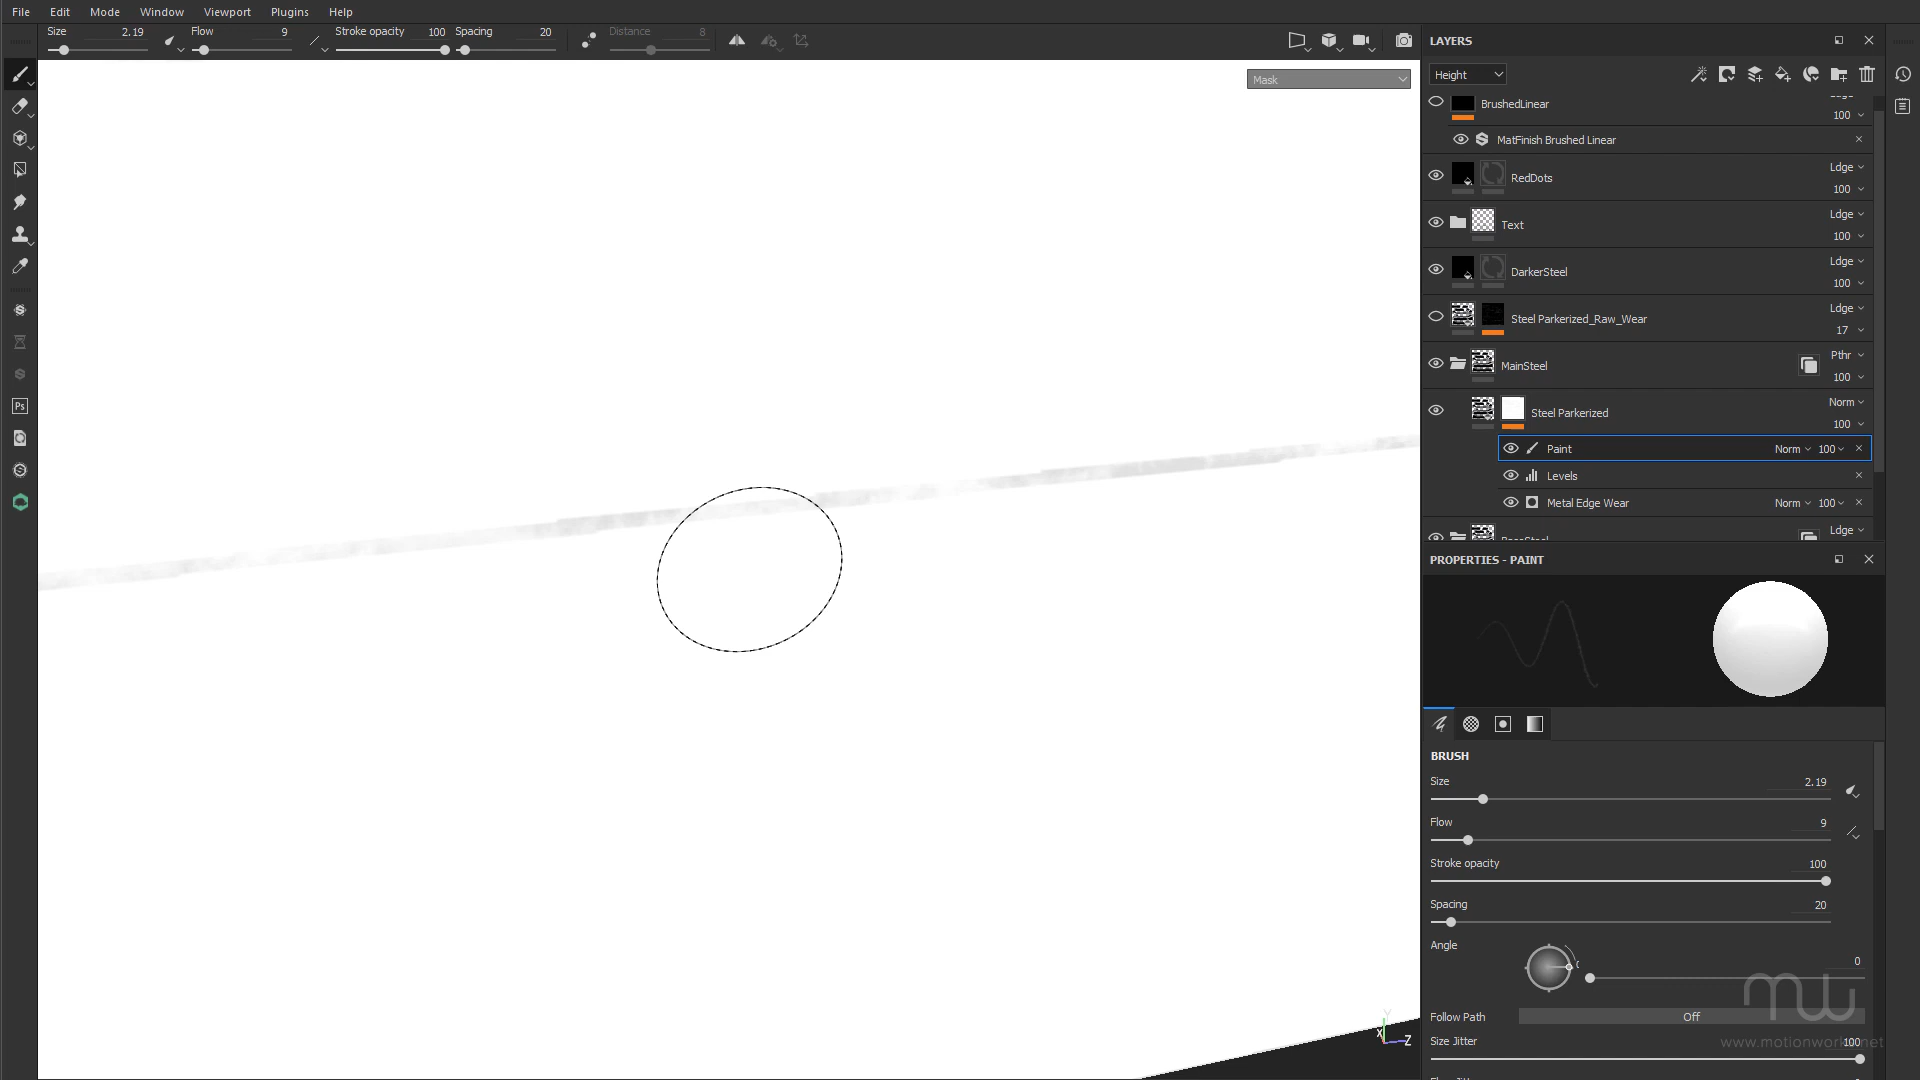 File Edit Mode Window Viewport Plugins Help
Size 2.19 Flow 9 Stroke opacity 100 Spacing 20 Distance 8
Mask
LAYERS
Height
BrushedLinear
100
MatFinish Brushed Linear
Ldge
RedDots
100
Ldge
Text
100
Ldge
DarkerSteel
100
Ldge
Steel Parkerized_Raw_Wear
17
Pthr
MainSteel
100
Norm
Steel Parkerized
100
Paint Norm 100
Levels
Metal Edge Wear Norm 100
Ldge
Ps
PROPERTIES - PAINT
BRUSH
Size 2.19
Flow 9
Stroke opacity 100
Spacing 20
Angle
0
Follow Path Off
Size Jitter 100
mw
www.motionworks.net
Y
X
Z